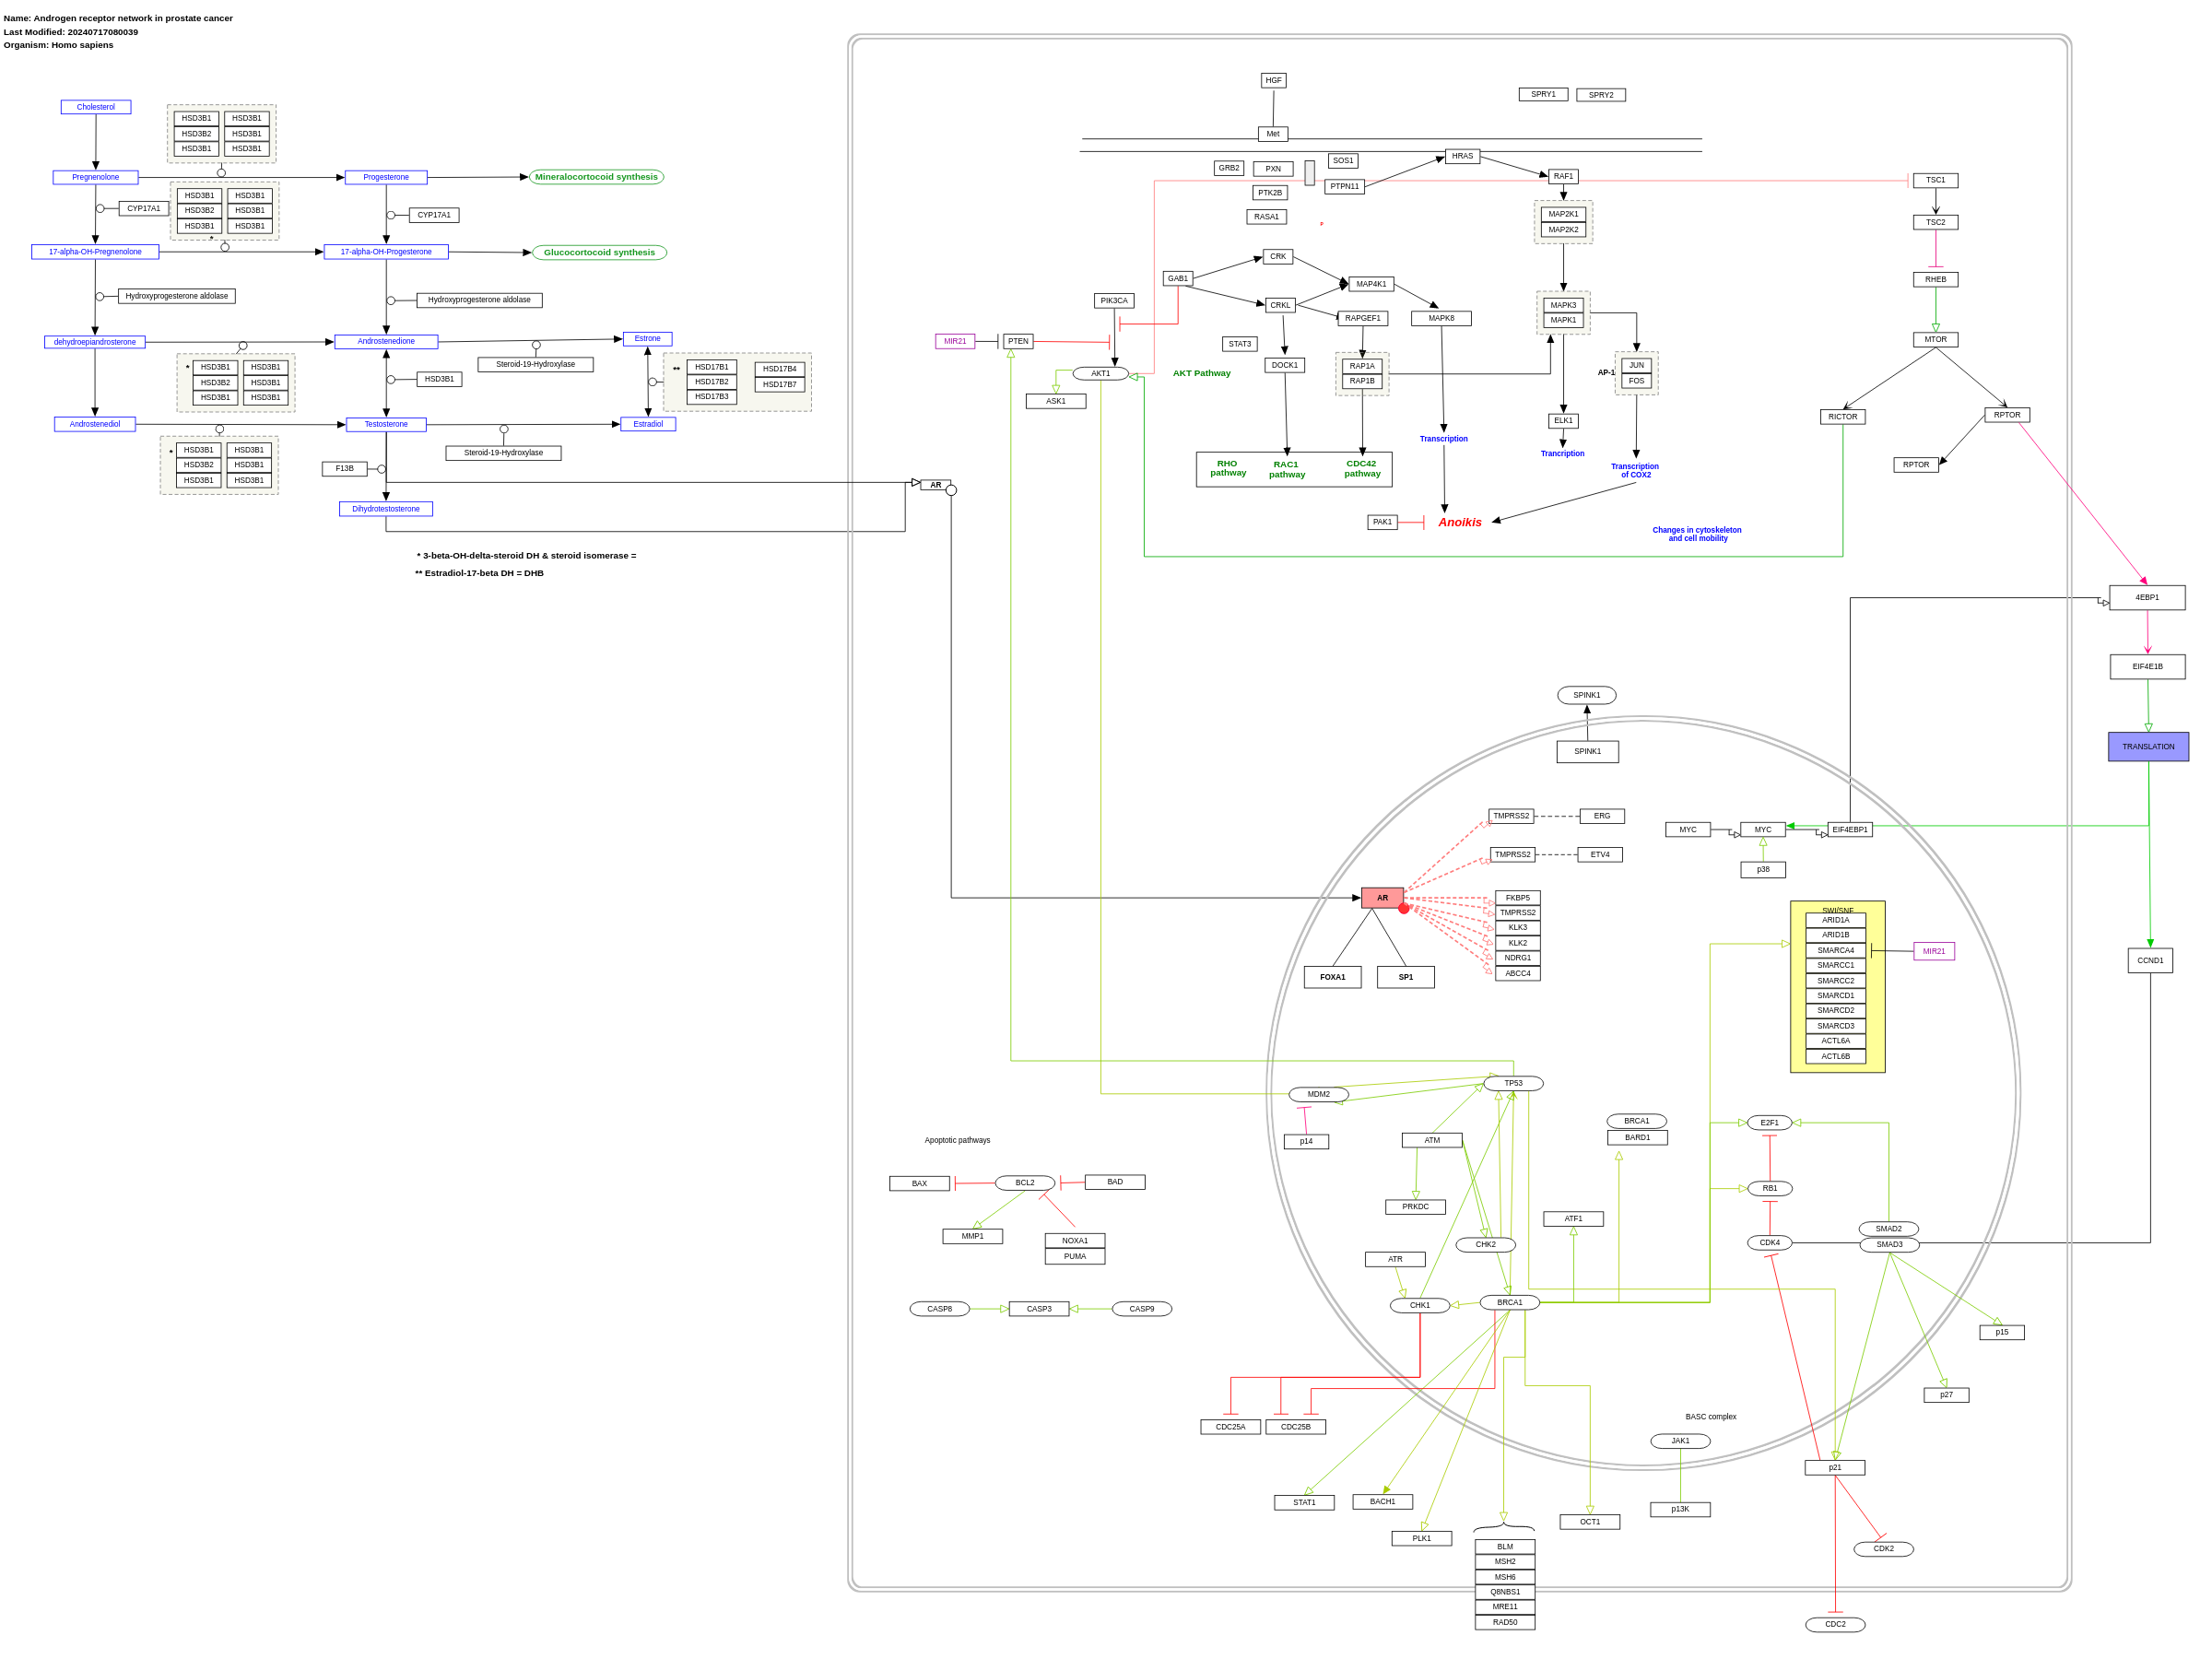 Name: Androgen receptor network in prostate cancer
Last Modified: 20240717080039
Organism: Homo sapiens
Cholesterol
HSD3B1 HSD3B1
HSD3B2 HSD3B1
HSD3B1 HSD3B1
Pregnenolone
Progesterone
Mineralocortocoid synthesis
CYP17A1
HSD3B1 HSD3B1
HSD3B2 HSD3B1
HSD3B1 HSD3B1
*
CYP17A1
17-alpha-OH-Pregnenolone
17-alpha-OH-Progesterone
Glucocortocoid synthesis
Hydroxyprogesterone aldolase
Hydroxyprogesterone aldolase
dehydroepiandrosterone
Androstenedione
Estrone
Steroid-19-Hydroxylase
* HSD3B1 HSD3B1
HSD3B2 HSD3B1
HSD3B1 HSD3B1
HSD3B1
** HSD17B1
HSD17B2
HSD17B3
HSD17B4
HSD17B7
Androstenediol
Testosterone
Estradiol
Steroid-19-Hydroxylase
* HSD3B1 HSD3B1
HSD3B2 HSD3B1
HSD3B1 HSD3B1
F13B
Dihydrotestosterone
* 3-beta-OH-delta-steroid DH & steroid isomerase =
** Estradiol-17-beta DH = DHB
AR
HGF
Met
SPRY1
SPRY2
GRB2
PXN
SOS1
HRAS
PTK2B
PTPN11
RAF1
RASA1
P
MAP2K1
MAP2K2
TSC1
TSC2
RHEB
MTOR
RICTOR
RPTOR
RPTOR
GAB1
CRK
CRKL
MAP4K1
PIK3CA
RAPGEF1
MAPK8
MAPK3
MAPK1
MIR21
PTEN
STAT3
DOCK1
RAP1A
RAP1B
AP-1
JUN
FOS
AKT1
AKT Pathway
ASK1
ELK1
Transcription
Trancription
Transcription
of COX2
RHO
pathway
RAC1
pathway
CDC42
pathway
PAK1
Anoikis
Changes in cytoskeleton
and cell mobility
4EBP1
EIF4E1B
TRANSLATION
CCND1
SPINK1
SPINK1
TMPRSS2
ERG
TMPRSS2
ETV4
MYC
MYC
EIF4EBP1
p38
AR
FKBP5
TMPRSS2
KLK3
KLK2
NDRG1
ABCC4
FOXA1
SP1
SWI/SNF
ARID1A
ARID1B
SMARCA4
SMARCC1
SMARCC2
SMARCD1
SMARCD2
SMARCD3
ACTL6A
ACTL6B
MIR21
MDM2
TP53
p14
ATM
BRCA1
BARD1
E2F1
RB1
CDK4
SMAD2
SMAD3
PRKDC
ATF1
CHK2
ATR
CHK1
BRCA1
Apoptotic pathways
BAX
BCL2
BAD
MMP1
NOXA1
PUMA
CASP8
CASP3
CASP9
p15
p27
CDC25A
CDC25B
BASC complex
JAK1
p13K
p21
STAT1
BACH1
PLK1
OCT1
CDK2
BLM
MSH2
MSH6
Q8NBS1
MRE11
RAD50
CDC2